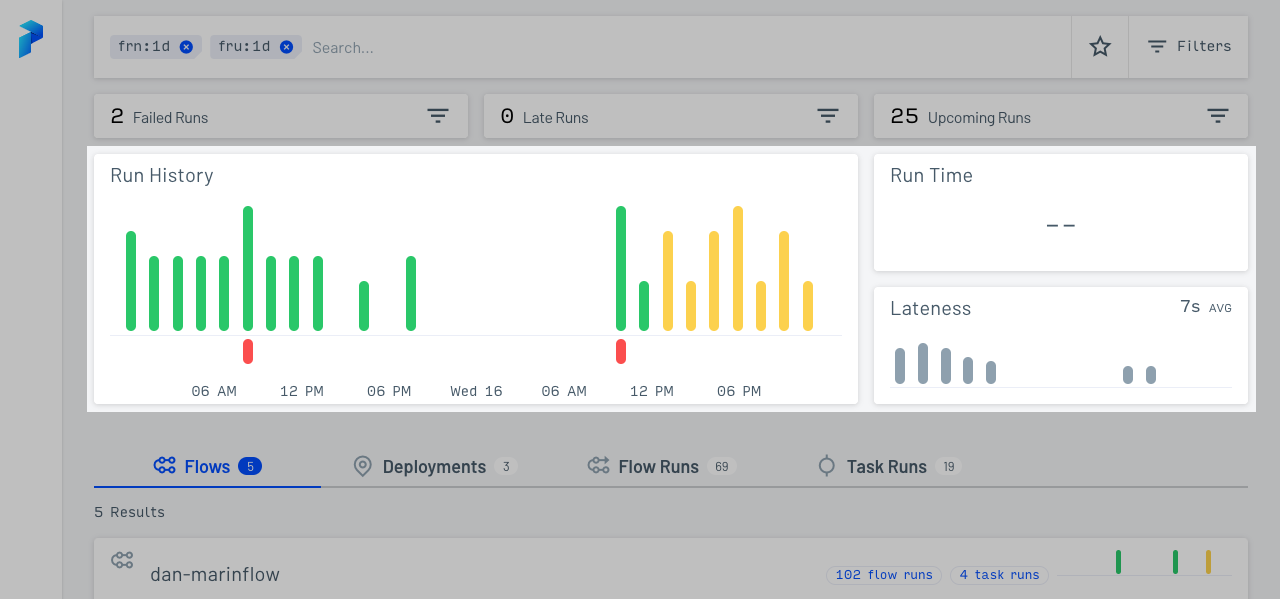 frn:1d fru:1d Search... Filters
2 Failed Runs 0 Late Runs 25 Upcoming Runs
Run History
06 AM 12 PM 06 PM Wed 16 06 AM 12 PM 06 PM
Run Time
--
Lateness 7s AVG
Flows 5 Deployments 3 Flow Runs 69 Task Runs 19
5 Results
dan-marinflow 102 flow runs 4 task runs